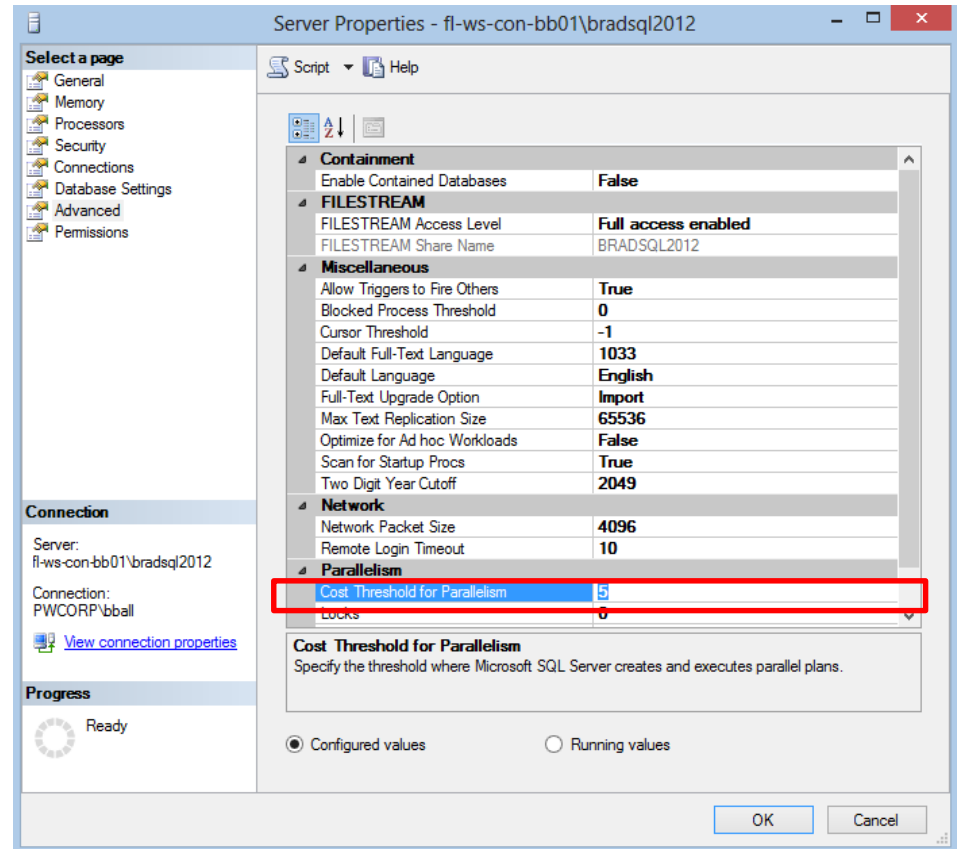 Server Properties - fl-ws-con-bb01\bradsql2012
Select a page
General
Memory
Processors
Security
Connections
Database Settings
Advanced
Permissions
Script Help
Containment
Enable Contained Databases False
FILESTREAM
FILESTREAM Access Level Full access enabled
FILESTREAM Share Name BRADSQL2012
Miscellaneous
Allow Triggers to Fire Others True
Blocked Process Threshold 0
Cursor Threshold -1
Default Full-Text Language 1033
Default Language English
Full-Text Upgrade Option Import
Max Text Replication Size 65536
Optimize for Ad hoc Workloads False
Scan for Startup Procs True
Two Digit Year Cutoff 2049
Network
Network Packet Size 4096
Remote Login Timeout 10
Parallelism
Cost Threshold for Parallelism 5
Locks 0
Cost Threshold for Parallelism
Specify the threshold where Microsoft SQL Server creates and executes parallel plans.
Configured values Running values
Connection
Server:
fl-ws-con-bb01\bradsql2012
Connection:
PWCORP\bball
View connection properties
Progress
Ready
OK Cancel